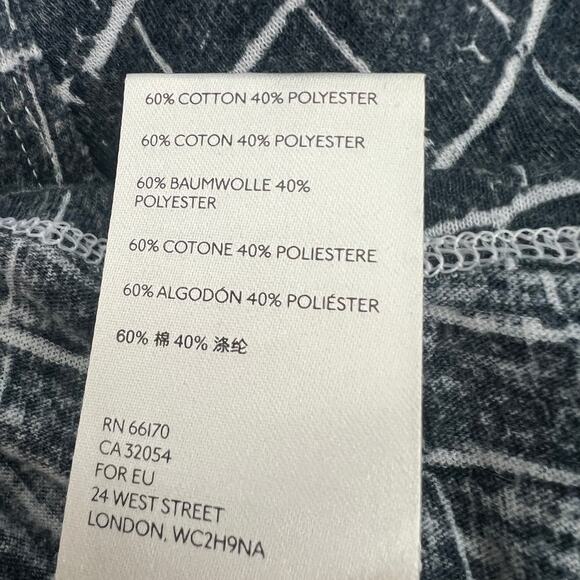 60% COTTON 40% POLYESTER
60% COTON 40% POLYESTER
60% BAUMWOLLE 40%
POLYESTER
60% COTONE 40% POLIESTERE
60% ALGODÓN 40% POLIÉSTER
60% 棉 40% 涤纶
RN 66170
CA 32054
FOR EU
24 WEST STREET
LONDON, WC2H9NA